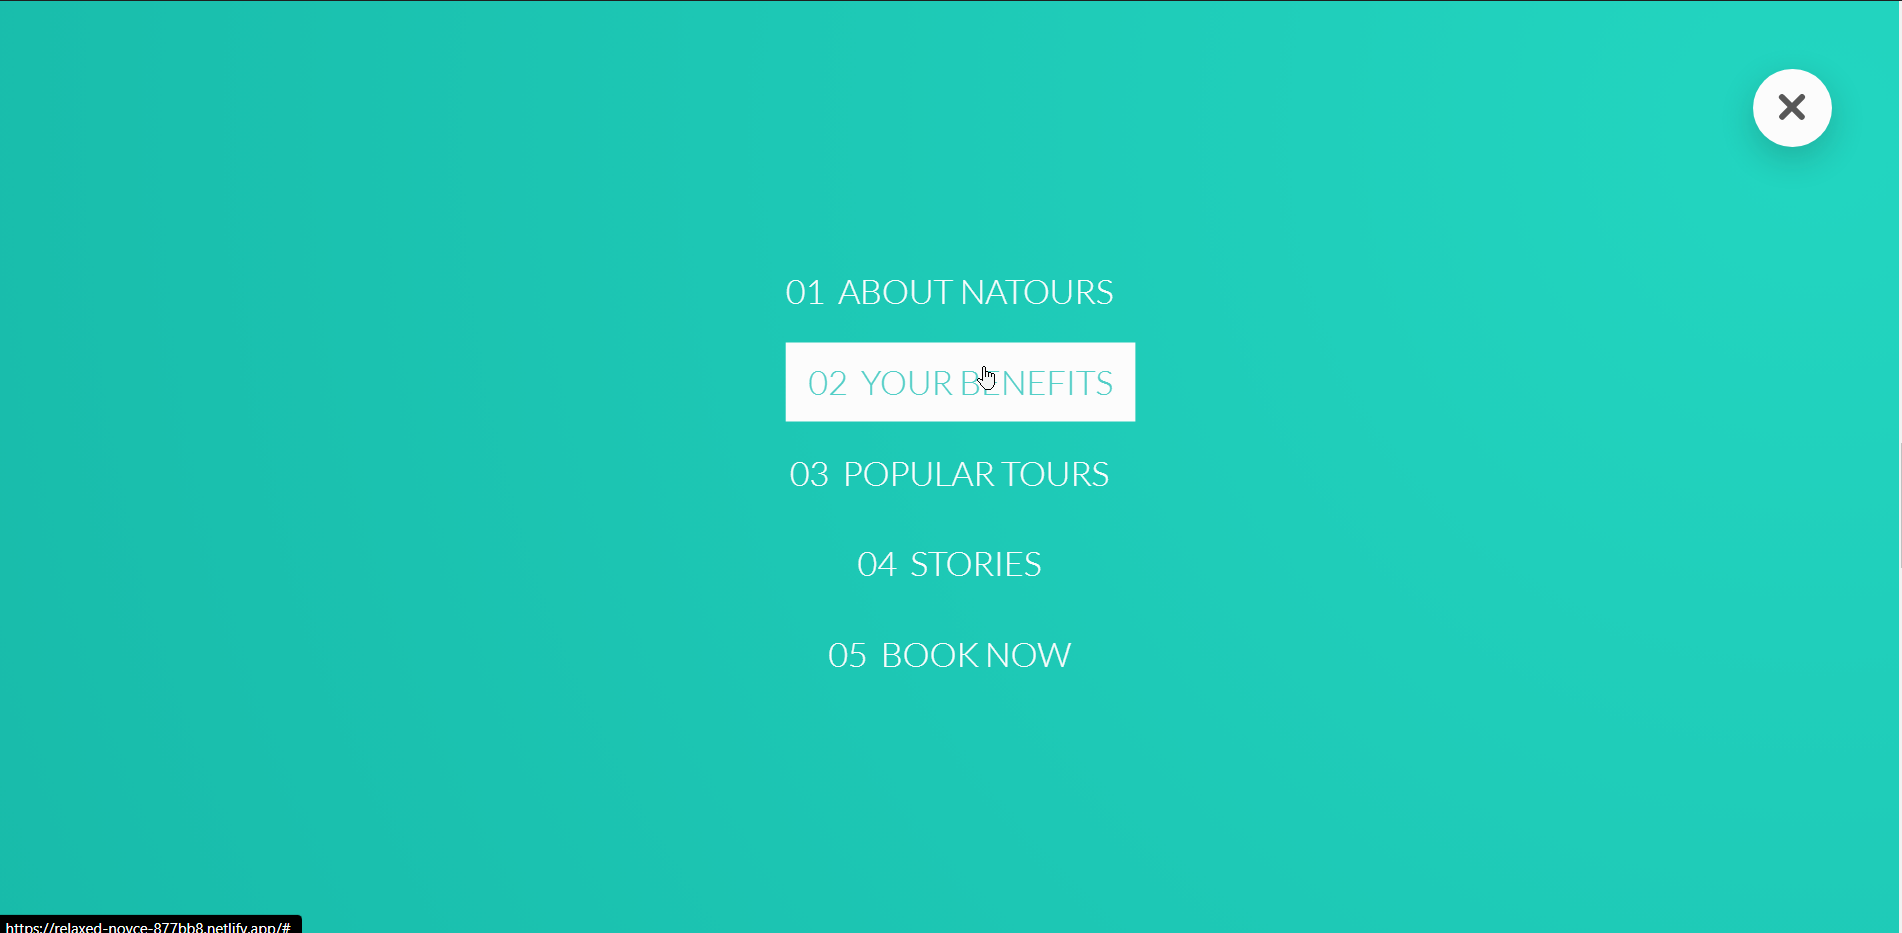 01 ABOUT NATOURS
02 YOUR BENEFITS
03 POPULAR TOURS
04 STORIES
05 BOOK NOW
https://relaxed-noyce-877bb8.netlify.app/#